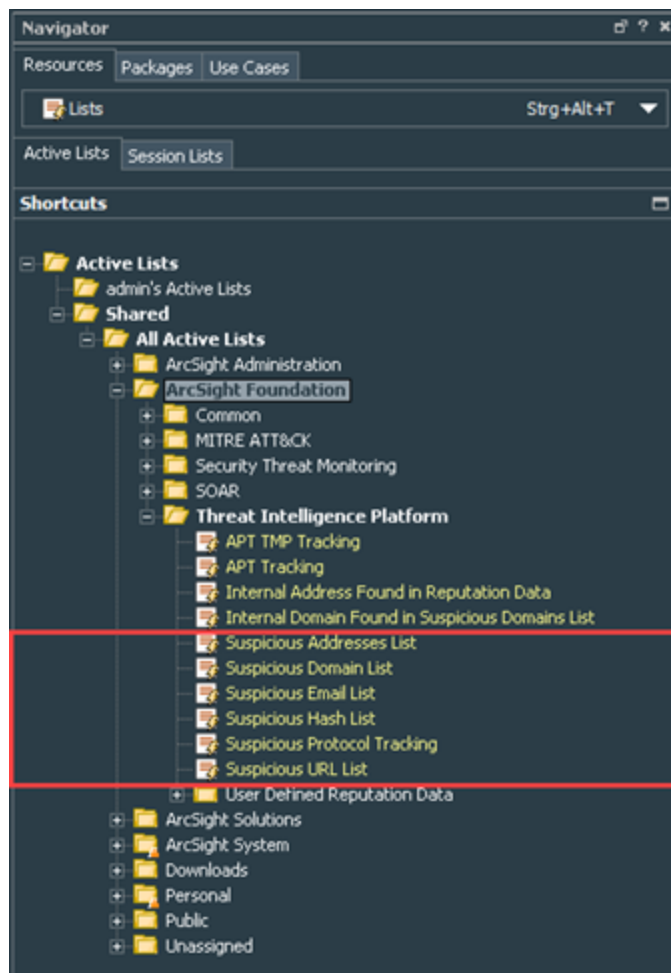 Navigator
Resources Packages Use Cases
Lists Strg+Alt+T
Active Lists Session Lists
Shortcuts
Active Lists
admin's Active Lists
Shared
All Active Lists
ArcSight Administration
ArcSight Foundation
Common
MITRE ATT&CK
Security Threat Monitoring
SOAR
Threat Intelligence Platform
APT TMP Tracking
APT Tracking
Internal Address Found in Reputation Data
Internal Domain Found in Suspicious Domains List
Suspicious Addresses List
Suspicious Domain List
Suspicious Email List
Suspicious Hash List
Suspicious Protocol Tracking
Suspicious URL List
User Defined Reputation Data
ArcSight Solutions
ArcSight System
Downloads
Personal
Public
Unassigned